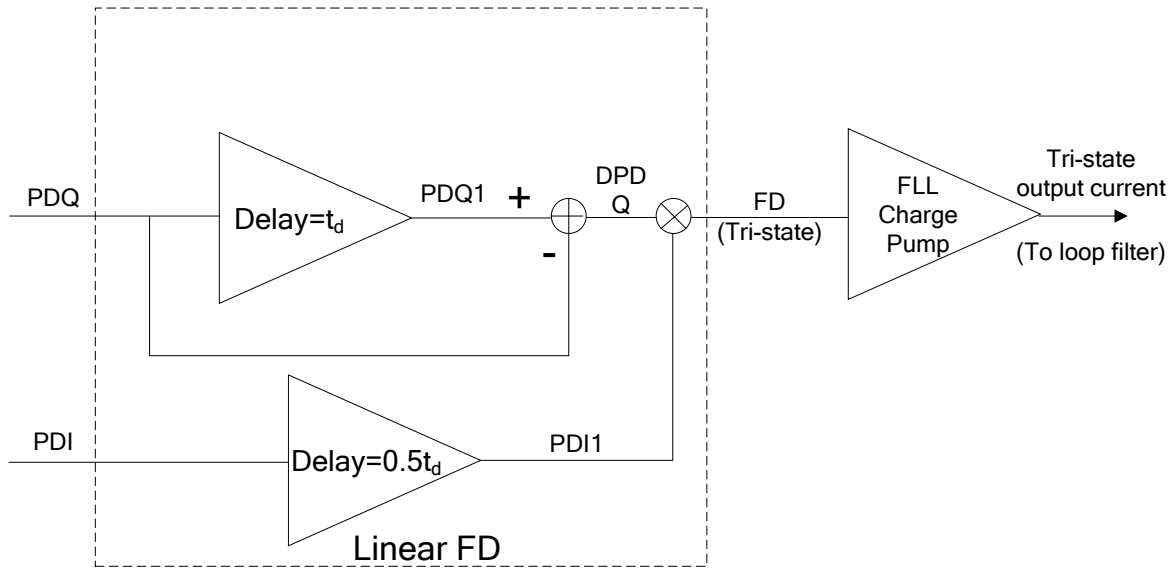 PDQ
Delay=td
PDQ1
+
-
DPD
Q
FD
(Tri-state)
FLL
Charge
Pump
Tri-state
output current
(To loop filter)
PDI
Delay=0.5td
PDI1
Linear FD